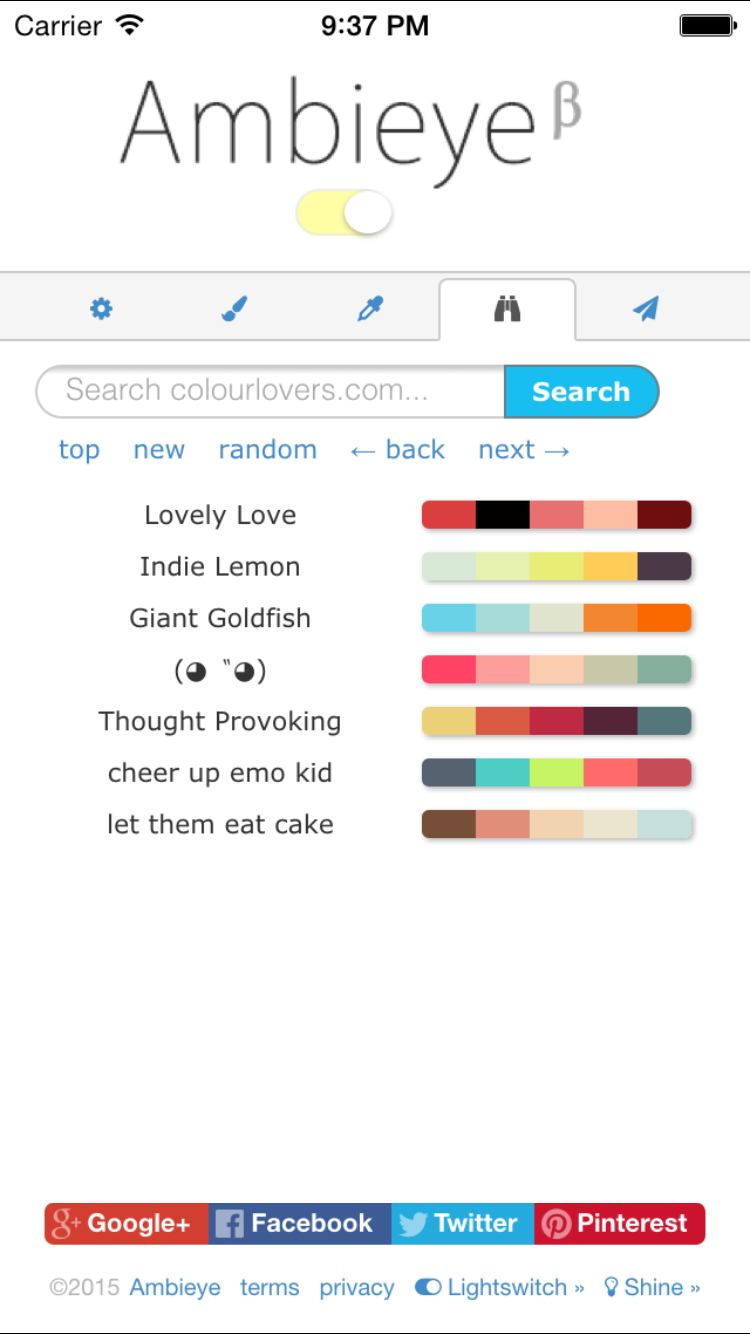 Carrier 9:37 PM
Ambieye β
Search colourlovers.com... Search
top new random ← back next →
Lovely Love
Indie Lemon
Giant Goldfish
(◕ ‶◕)
Thought Provoking
cheer up emo kid
let them eat cake
Google+ Facebook Twitter Pinterest
©2015 Ambieye terms privacy Lightswitch » Shine »